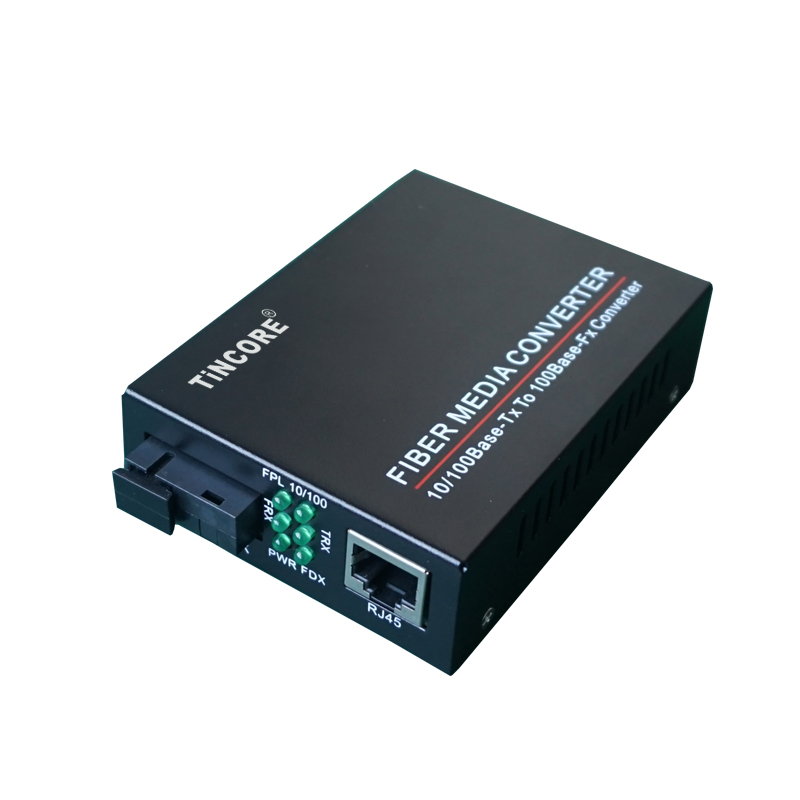 TiNCORE®
FIBER MEDIA CONVERTER
10/100Base-Tx To 100Base-Fx Converter
FPL 10/100
FRX TRX
PWR FDX
RJ45